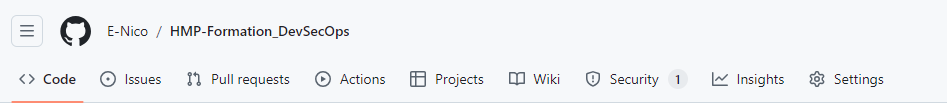 E-Nico / HMP-Formation_DevSecOps
Code Issues Pull requests Actions Projects Wiki Security 1 Insights Settings